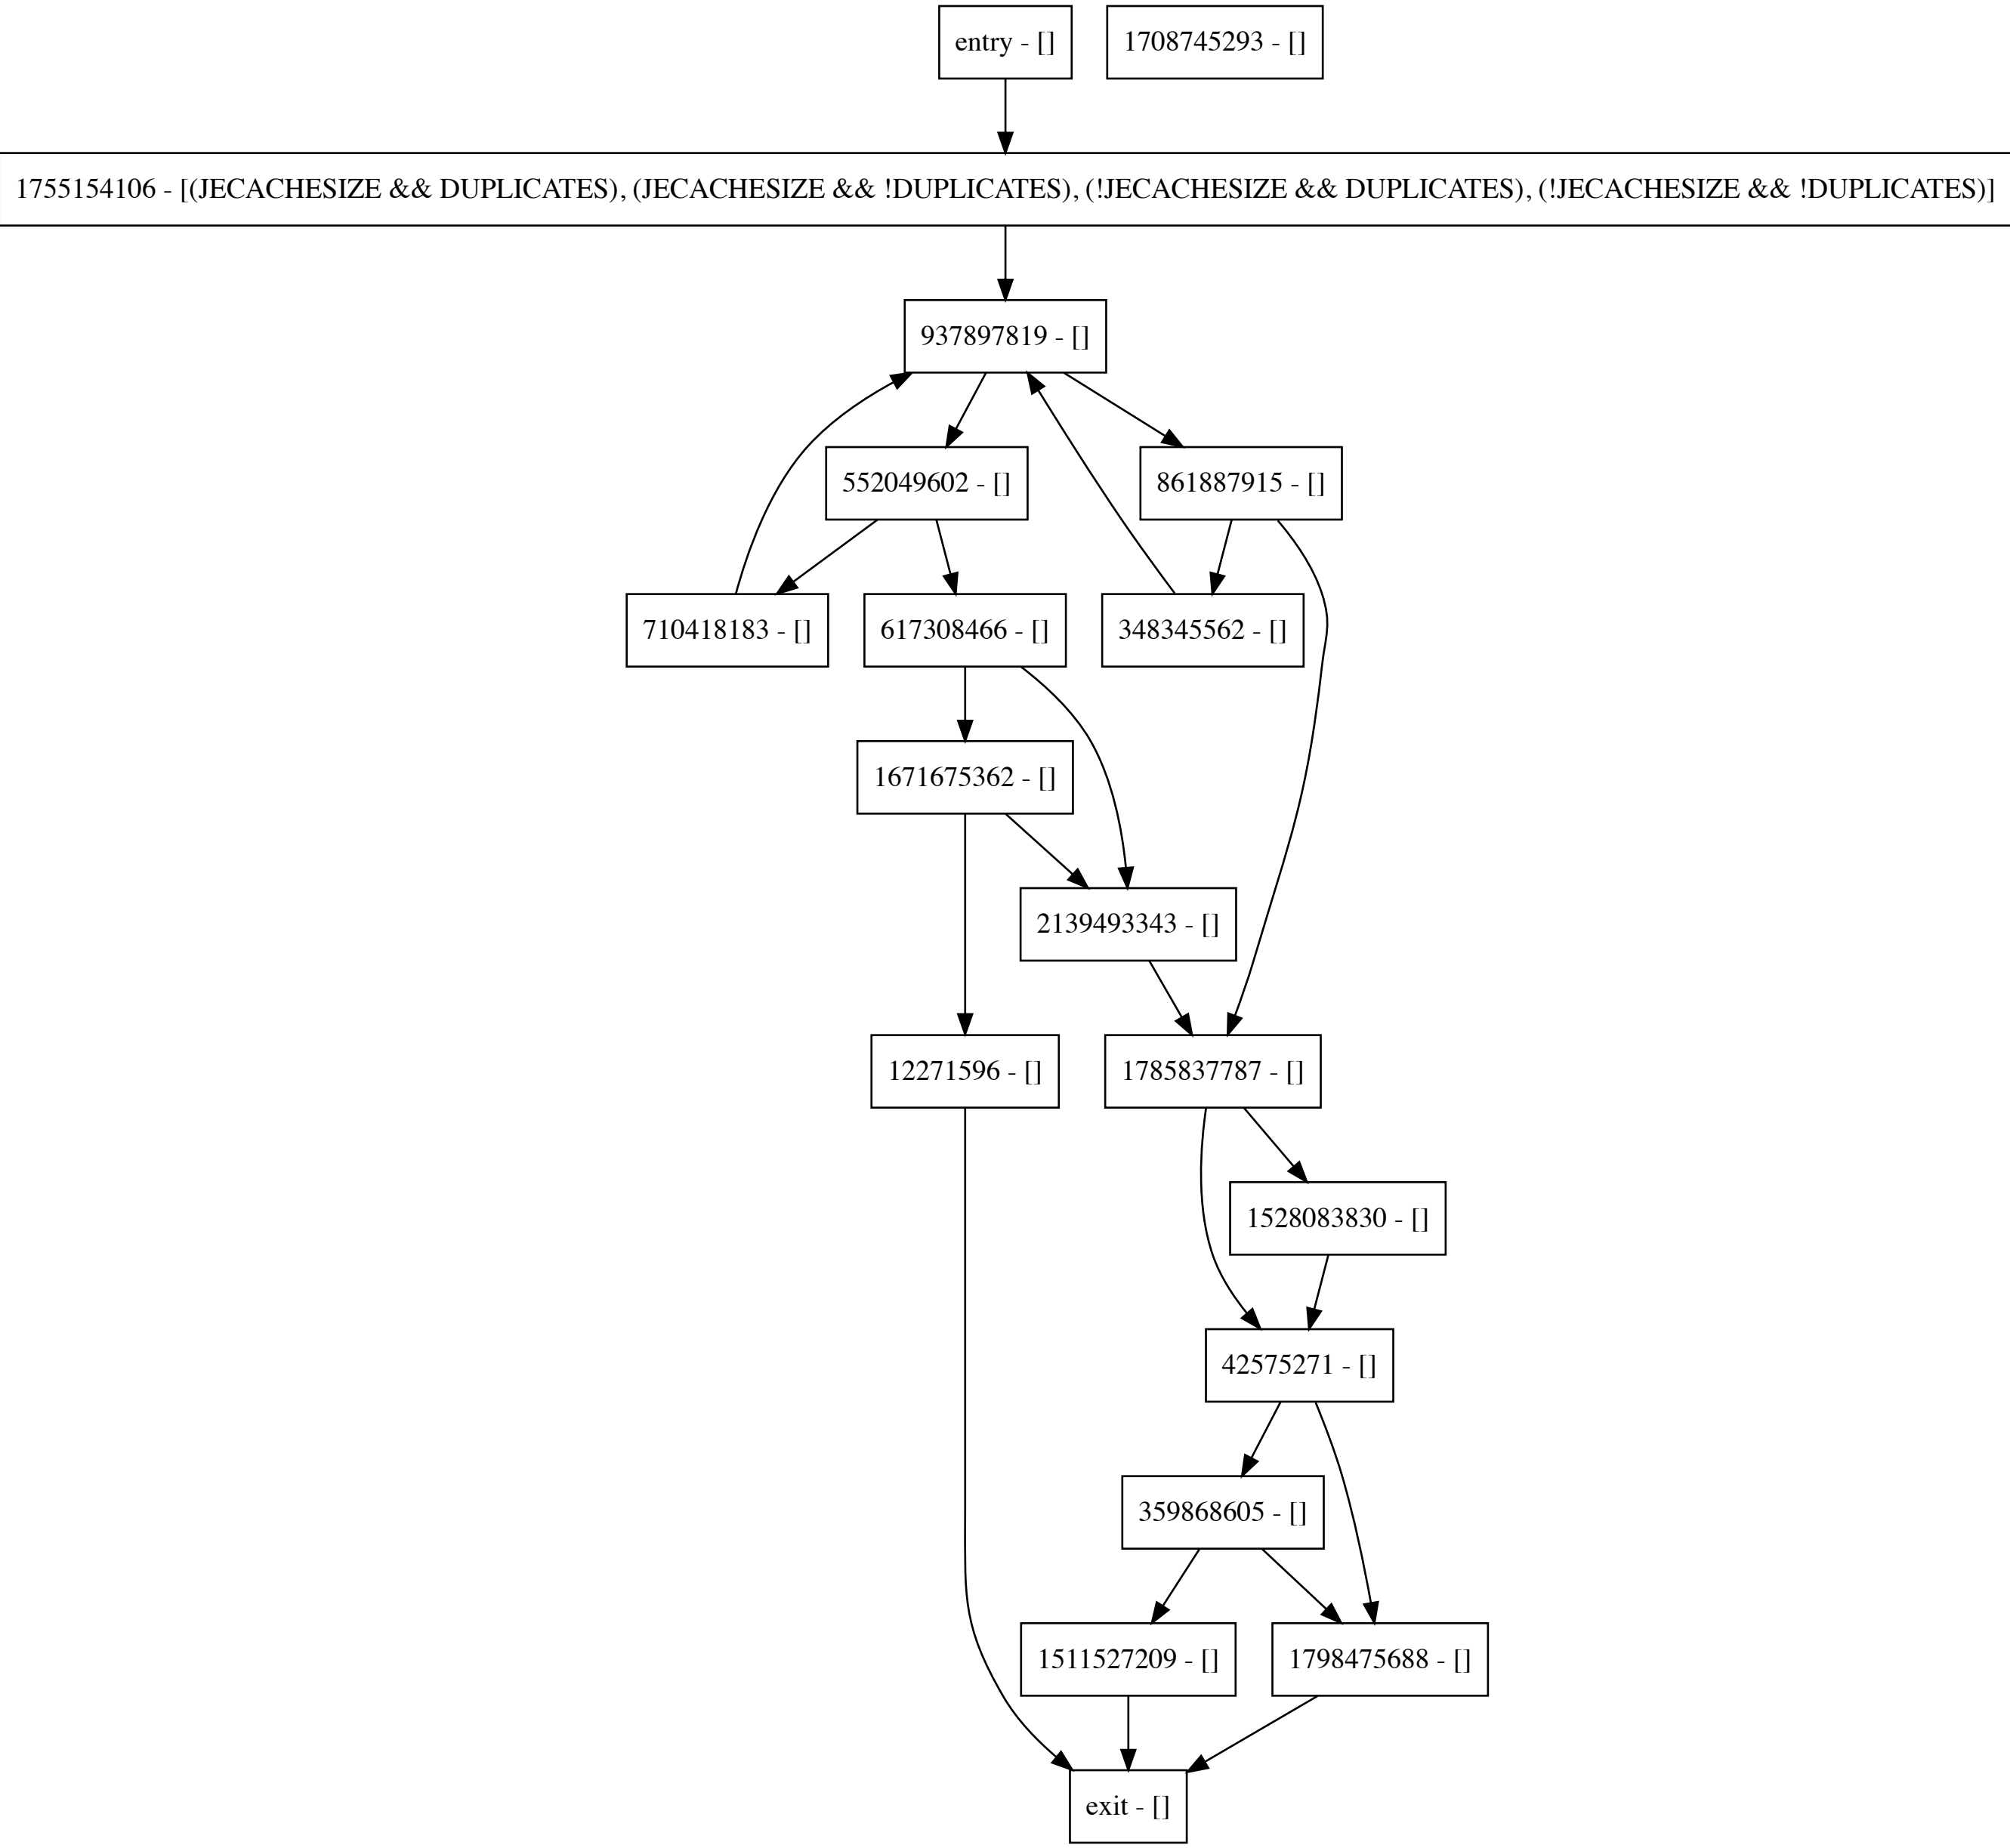 entry - []
1708745293 - []
1755154106 - [(JECACHESIZE && DUPLICATES), (JECACHESIZE && !DUPLICATES), (!JECACHESIZE && DUPLICATES), (!JECACHESIZE && !DUPLICATES)]
937897819 - []
552049602 - []
861887915 - []
710418183 - []
617308466 - []
348345562 - []
1671675362 - []
2139493343 - []
12271596 - []
1785837787 - []
1528083830 - []
42575271 - []
359868605 - []
1511527209 - []
1798475688 - []
exit - []